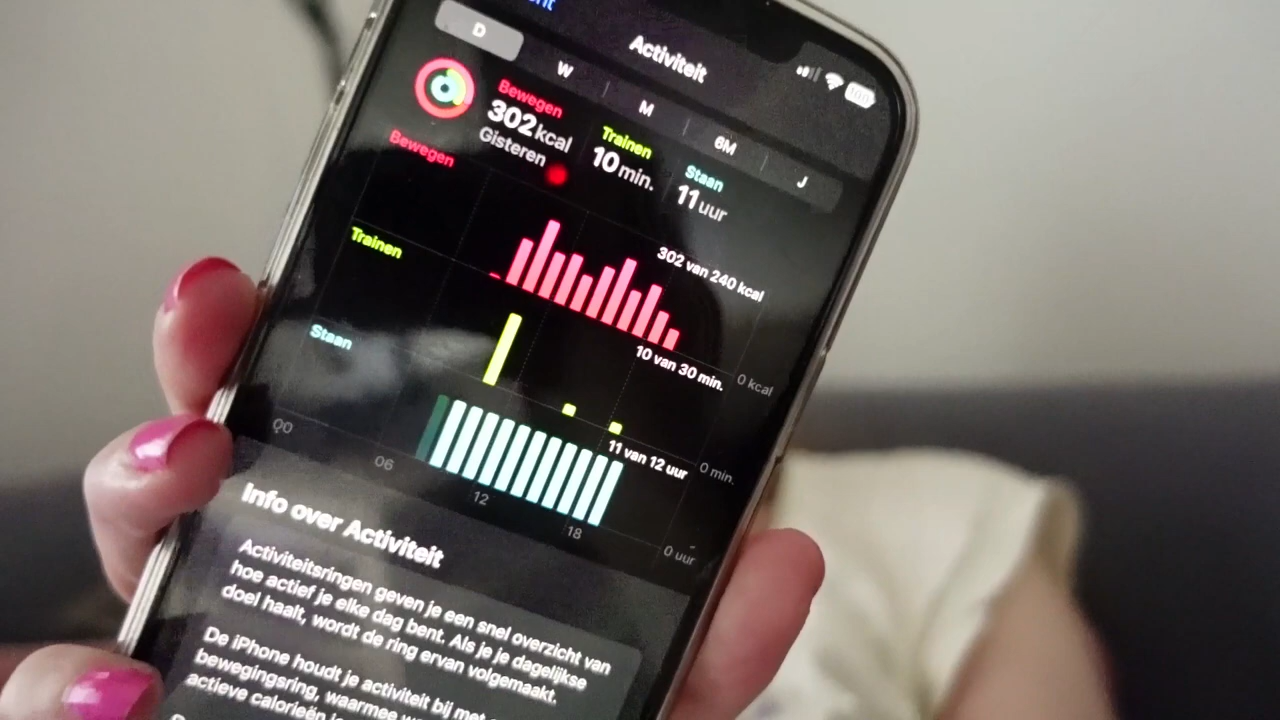 Activiteit
100
D
W
M
6M
J
Bewegen
302 kcal
Gisteren
Trainen
10 min.
Staan
11 uur
Bewegen
302 van 240 kcal
0 kcal
Trainen
10 van 30 min.
0 min.
Staan
11 van 12 uur
0 uur
00
06
12
18
Info over Activiteit
Activiteitsringen geven je een snel overzicht van
hoe actief je elke dag bent. Als je je dagelijkse
doel haalt, wordt de ring ervan volgemaakt.
De iPhone houdt je activiteit bij met
bewegingsring, waarmee
actieve calorieën